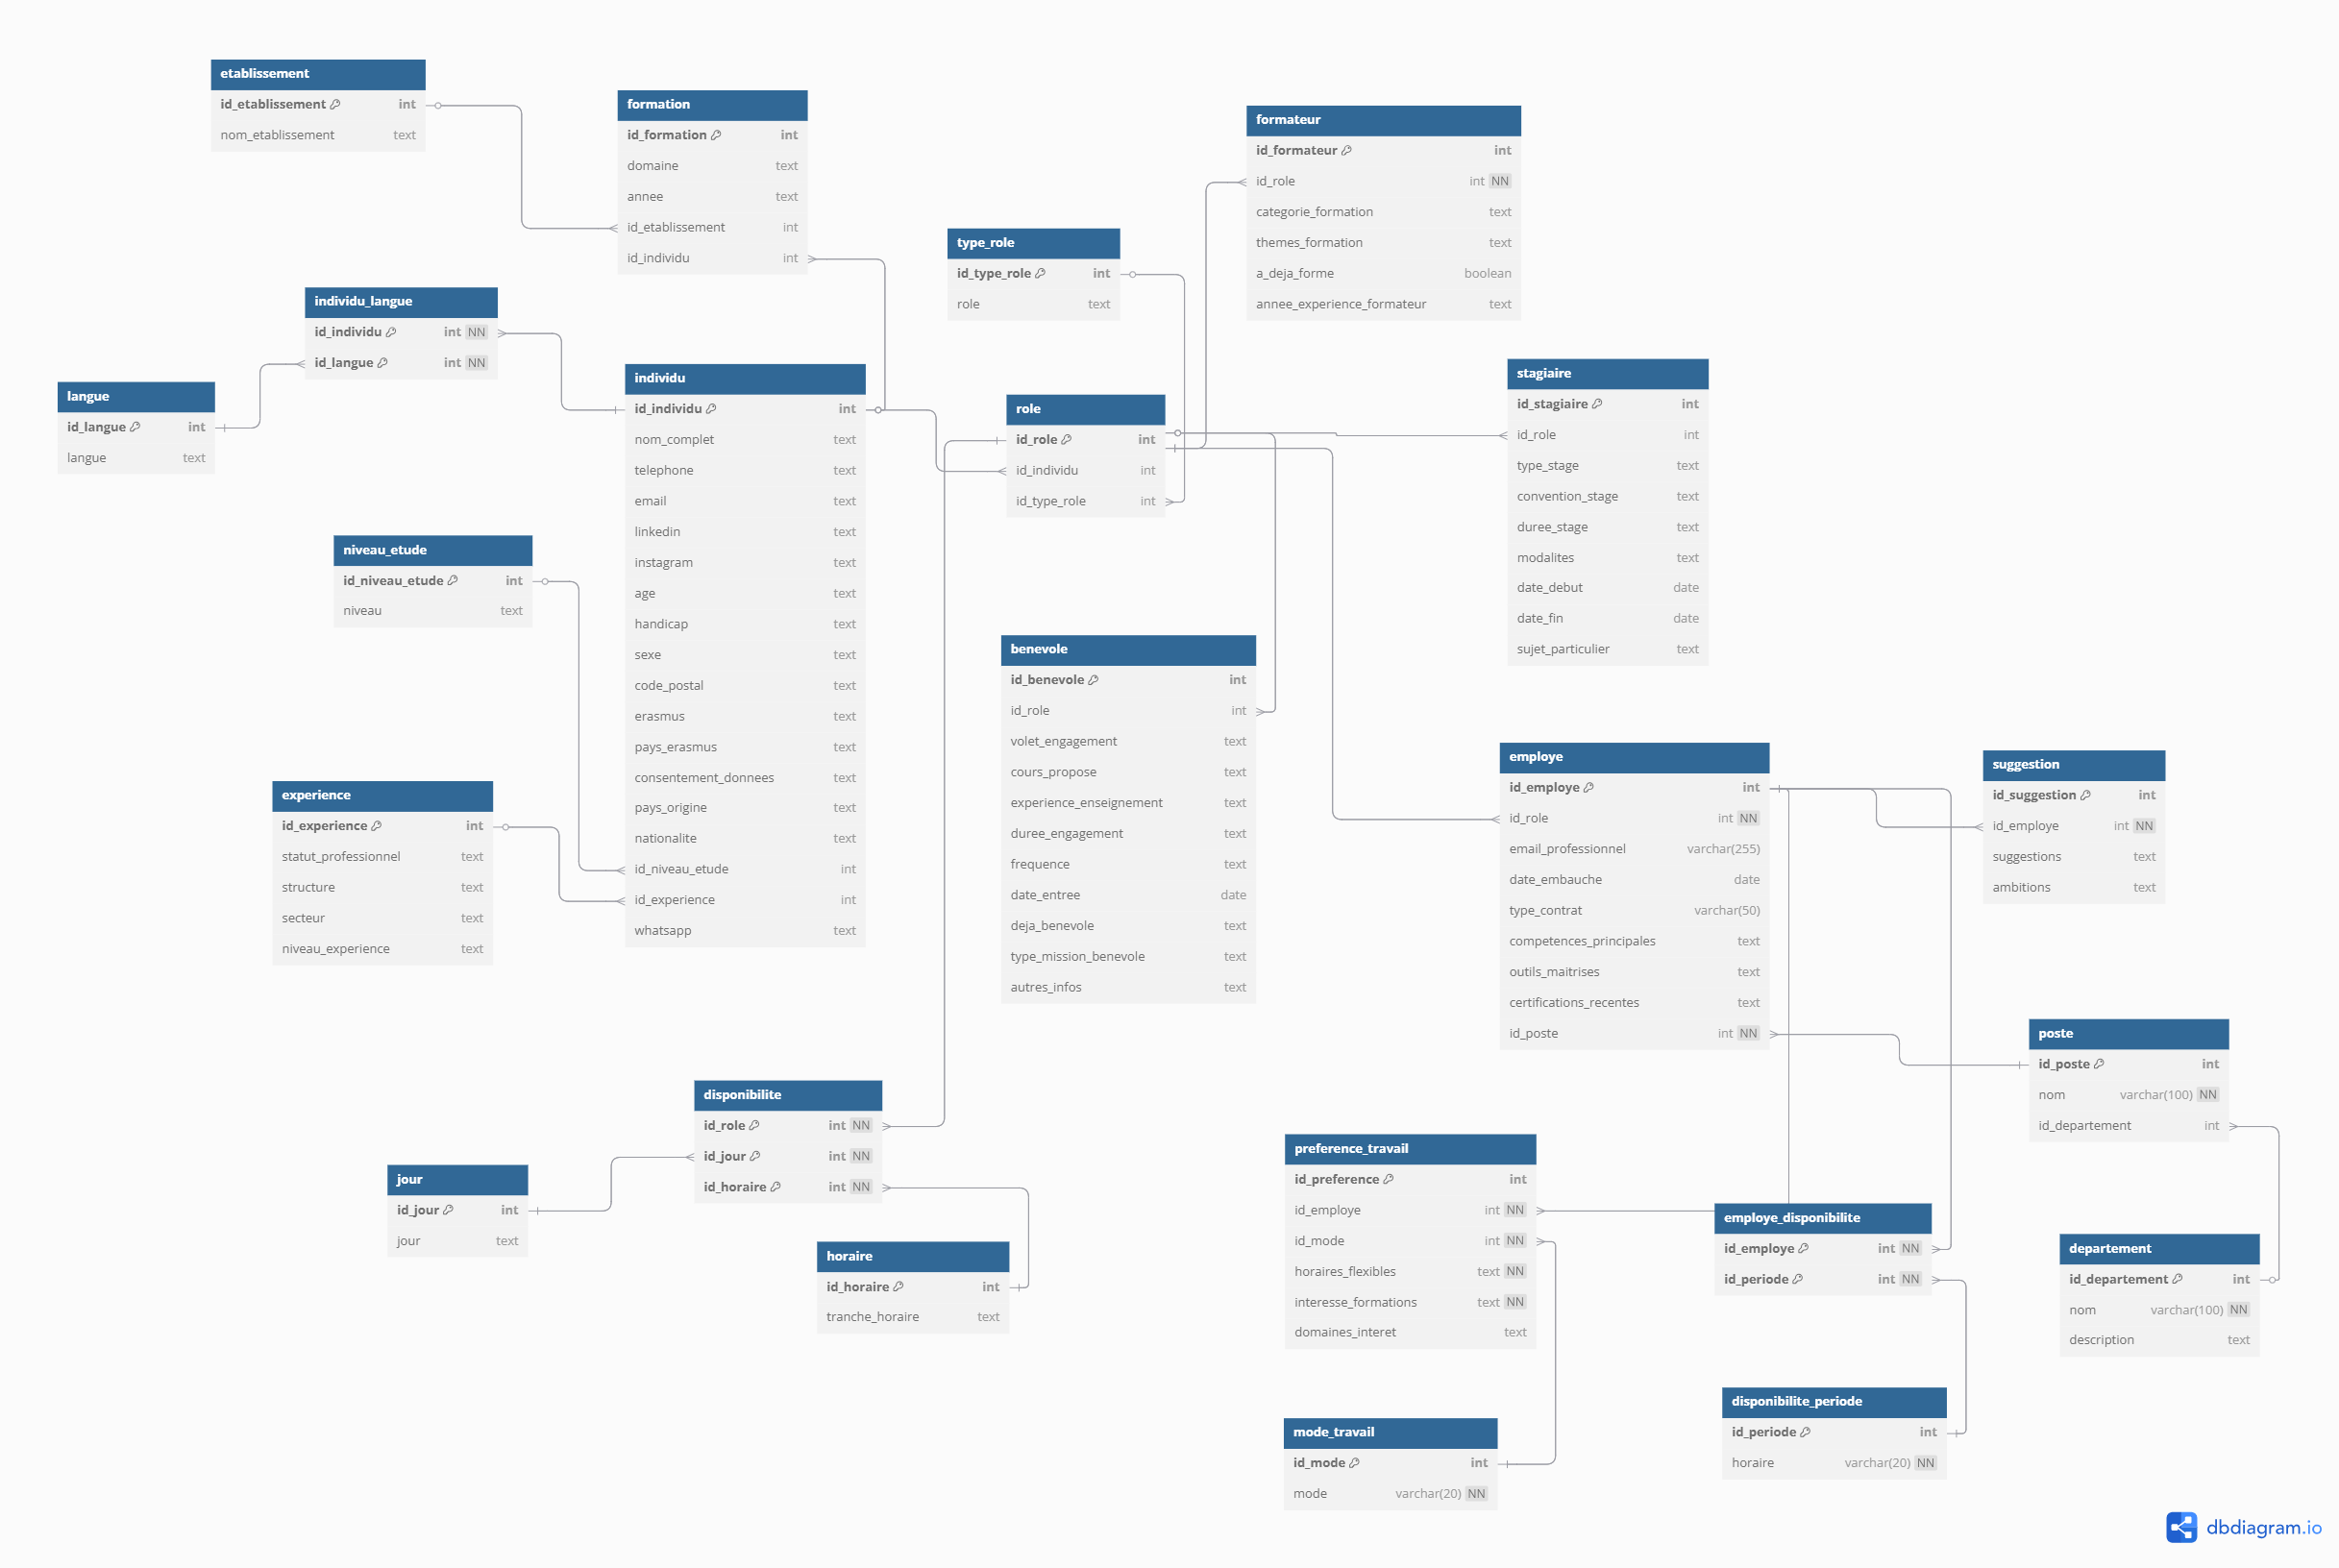 etablissement
id_etablissement int
nom_etablissement text
formation
id_formation int
domaine text
annee text
id_etablissement int
id_individu int
formateur
id_formateur int
id_role int NN
categorie_formation text
themes_formation text
a_deja_forme boolean
annee_experience_formateur text
type_role
id_type_role int
role text
individu_langue
id_individu int NN
id_langue int NN
langue
id_langue int
langue text
individu
id_individu int
nom_complet text
telephone text
email text
linkedin text
instagram text
age text
handicap text
sexe text
code_postal text
erasmus text
pays_erasmus text
consentement_donnees text
pays_origine text
nationalite text
id_niveau_etude int
id_experience int
whatsapp text
role
id_role int
id_individu int
id_type_role int
stagiaire
id_stagiaire int
id_role int
type_stage text
convention_stage text
duree_stage text
modalites text
date_debut date
date_fin date
sujet_particulier text
niveau_etude
id_niveau_etude int
niveau text
benevole
id_benevole int
id_role int
volet_engagement text
cours_propose text
experience_enseignement text
duree_engagement text
frequence text
date_entree date
deja_benevole text
type_mission_benevole text
autres_infos text
experience
id_experience int
statut_professionnel text
structure text
secteur text
niveau_experience text
employe
id_employe int
id_role int NN
email_professionnel varchar(255)
date_embauche date
type_contrat varchar(50)
competences_principales text
outils_maitrises text
certifications_recentes text
id_poste int NN
suggestion
id_suggestion int
id_employe int NN
suggestions text
ambitions text
poste
id_poste int
nom varchar(100) NN
id_departement int
disponibilite
id_role int NN
id_jour int NN
id_horaire int NN
jour
id_jour int
jour text
horaire
id_horaire int
tranche_horaire text
preference_travail
id_preference int
id_employe int NN
id_mode int NN
horaires_flexibles text NN
interesse_formations text NN
domaines_interet text
employe_disponibilite
id_employe int NN
id_periode int NN
departement
id_departement int
nom varchar(100) NN
description text
disponibilite_periode
id_periode int
horaire varchar(20) NN
mode_travail
id_mode int
mode varchar(20) NN
dbdiagram.io